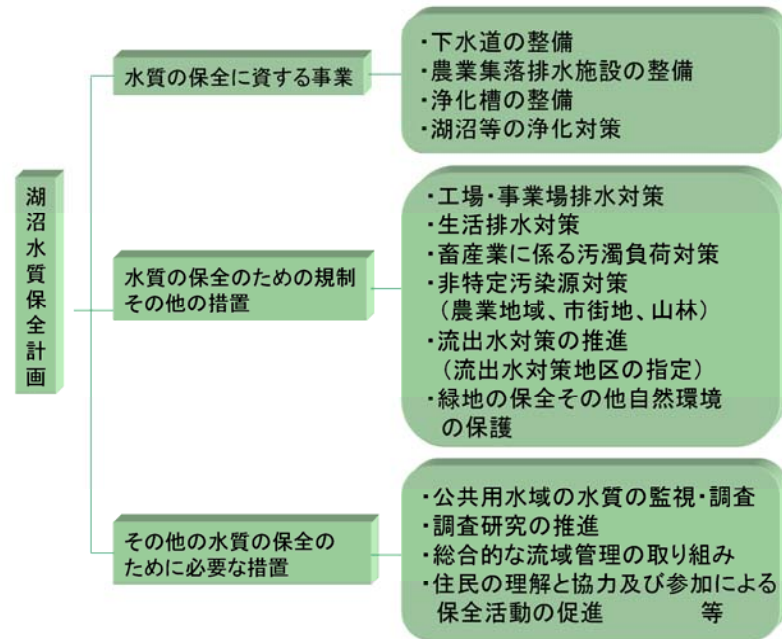 湖沼水質保全計画
水質の保全に資する事業
・下水道の整備
・農業集落排水施設の整備
・浄化槽の整備
・湖沼等の浄化対策
水質の保全のための規制
その他の措置
・工場・事業場排水対策
・生活排水対策
・畜産業に係る汚濁負荷対策
・非特定汚染源対策
（農業地域、市街地、山林）
・流出水対策の推進
（流出水対策地区の指定）
・緑地の保全その他自然環境
の保護
その他の水質の保全の
ために必要な措置
・公共用水域の水質の監視・調査
・調査研究の推進
・総合的な流域管理の取り組み
・住民の理解と協力及び参加による
保全活動の促進　　　等